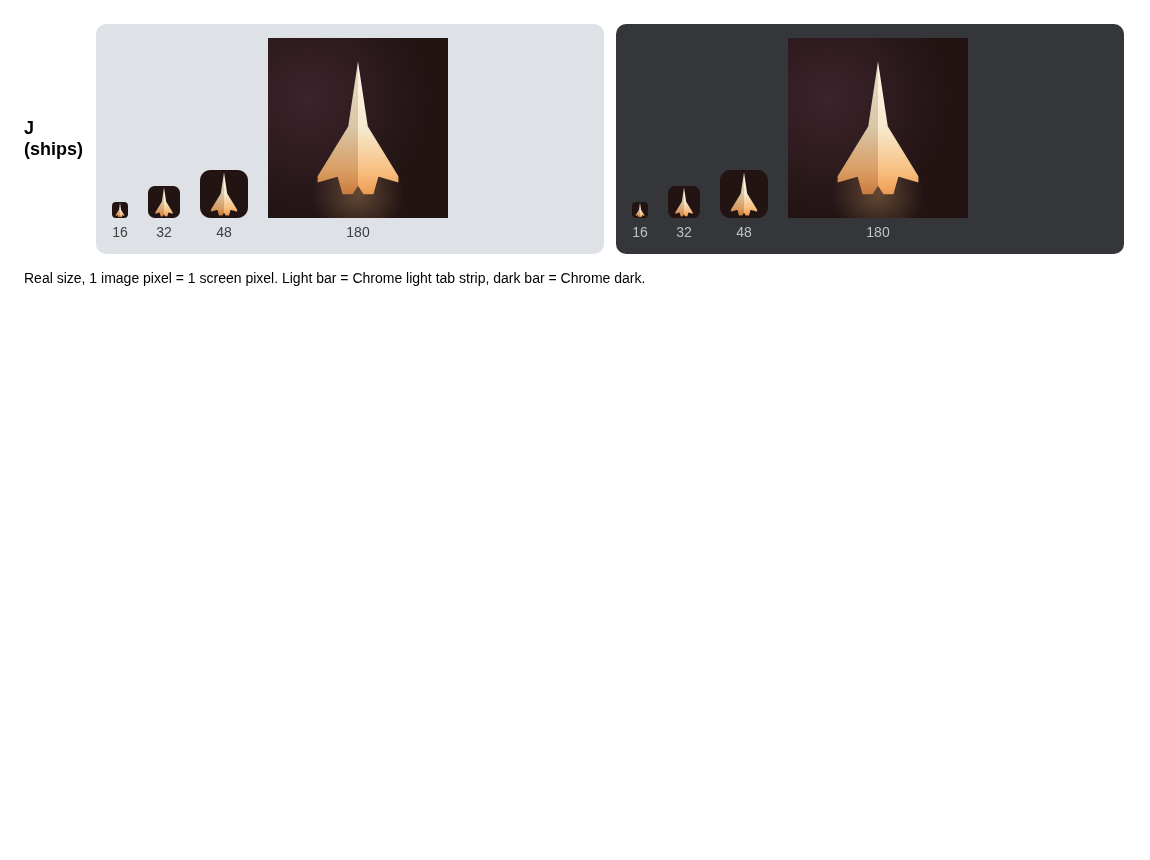 J
(ships)
16 32 48 180
16 32 48 180
Real size, 1 image pixel = 1 screen pixel. Light bar = Chrome light tab strip, dark bar = Chrome dark.